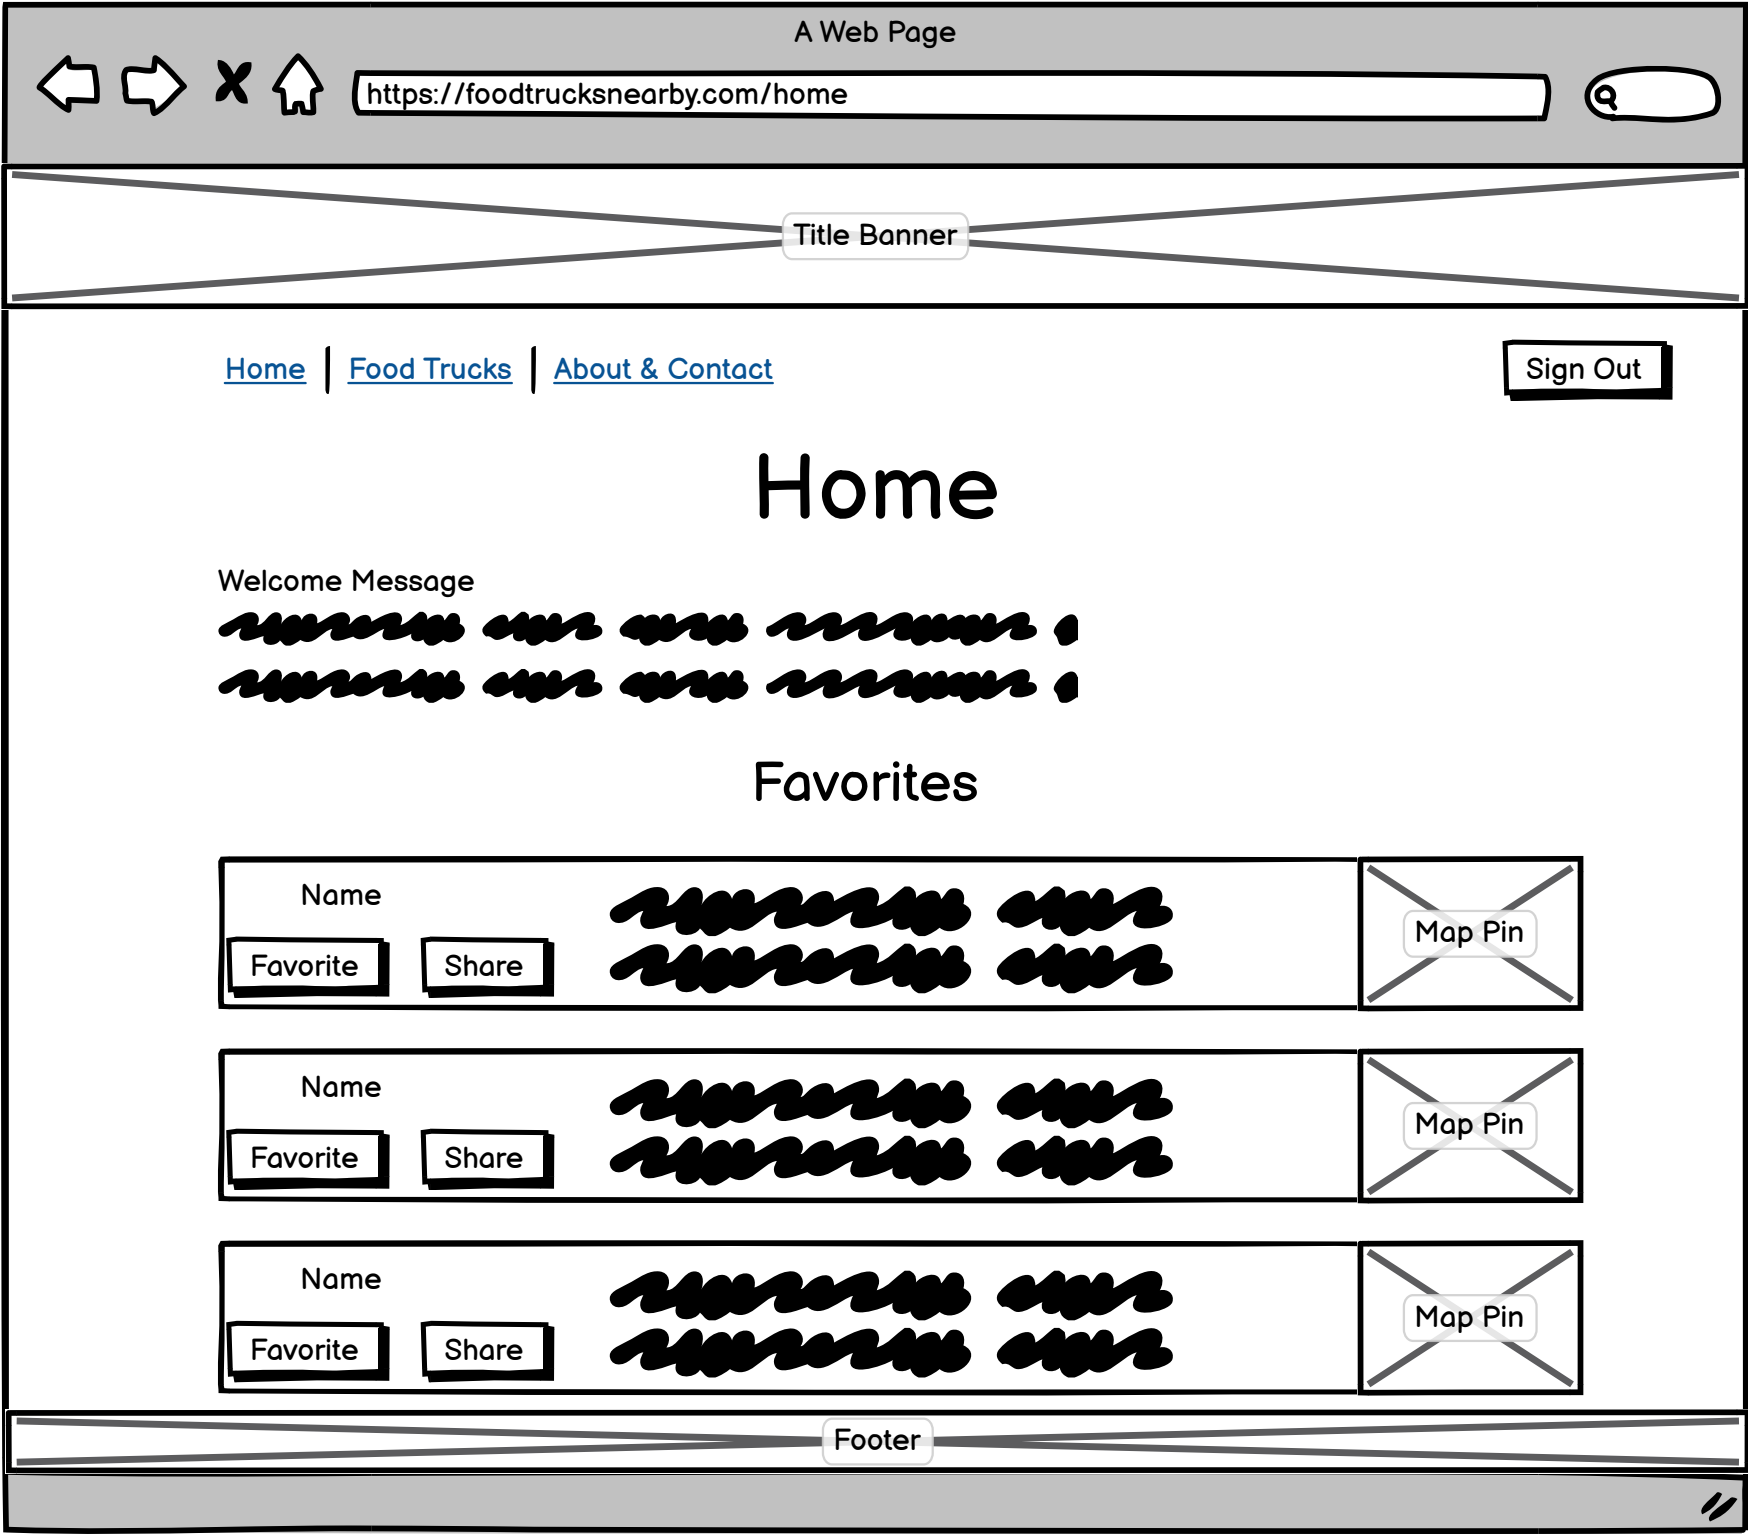 A Web Page
https://foodtrucksnearby.com/home
Title Banner
Home | Food Trucks | About & Contact
Sign Out
Home
Welcome Message
Favorites
Name
Favorite Share
Map Pin
Name
Favorite Share
Map Pin
Name
Favorite Share
Map Pin
Footer